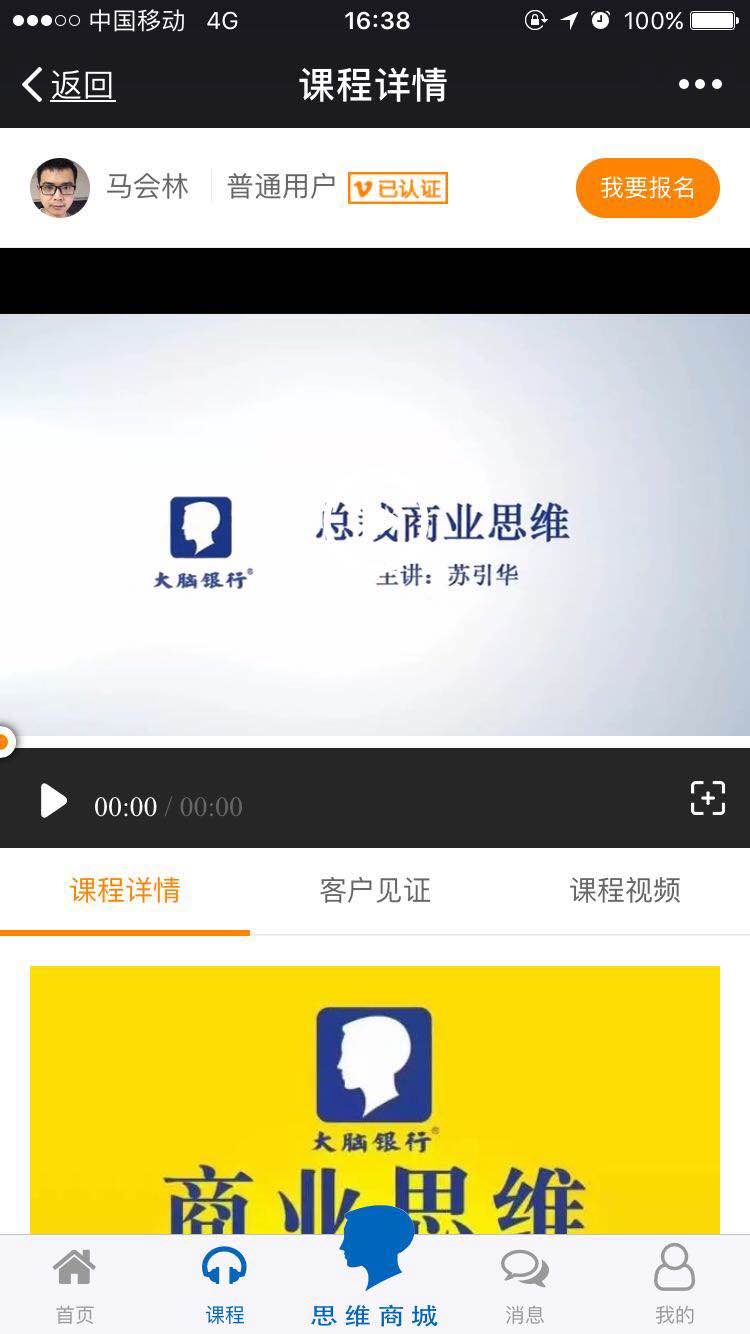 中国移动 4G 16:38 100%
返回 课程详情
马会林 普通用户 已认证 我要报名
大脑银行®
商业思维
主讲：苏引华
00:00 / 00:00
课程详情 客户见证 课程视频
大脑银行®
商业思维
首页 课程 思维商城 消息 我的